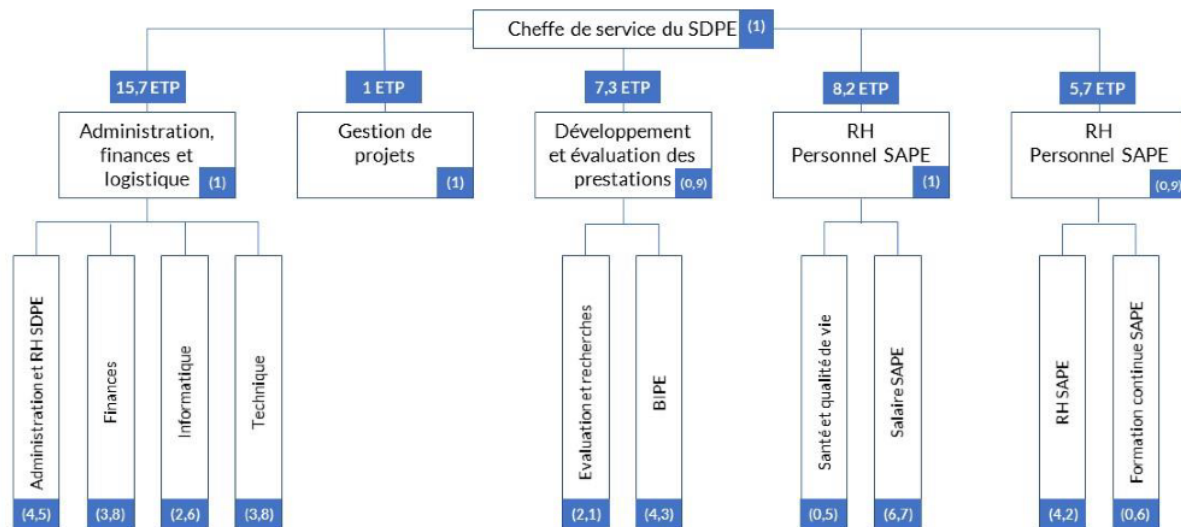 Cheffe de service du SDPE (1)
15,7 ETP
1 ETP
7,3 ETP
8,2 ETP
5,7 ETP
Administration,
finances et
logistique
(1)
Gestion de
projets
(1)
Développement
et évaluation des
prestations
(0,9)
RH
Personnel SAPE
(1)
RH
Personnel SAPE
(0,9)
Administration et RH SDPE
(4,5)
Finances
(3,8)
Informatique
(2,6)
Technique
(3,8)
Evaluation et recherches
(2,1)
BIPE
(4,3)
Santé et qualité de vie
(0,5)
Salaire SAPE
(6,7)
RH SAPE
(4,2)
Formation continue SAPE
(0,6)